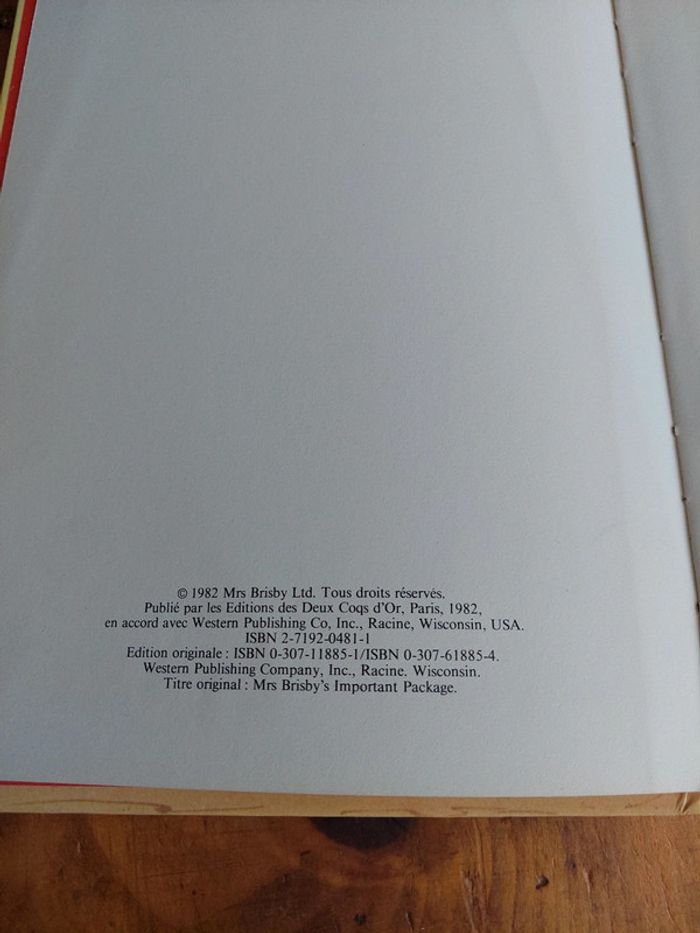 © 1982 Mrs Brisby Ltd. Tous droits réservés.
Publié par les Editions des Deux Coqs d'Or, Paris, 1982,
en accord avec Western Publishing Co, Inc., Racine, Wisconsin, USA.
ISBN 2-7192-0481-1
Edition originale : ISBN 0-307-11885-1/ISBN 0-307-61885-4.
Western Publishing Company, Inc., Racine. Wisconsin.
Titre original : Mrs Brisby's Important Package.